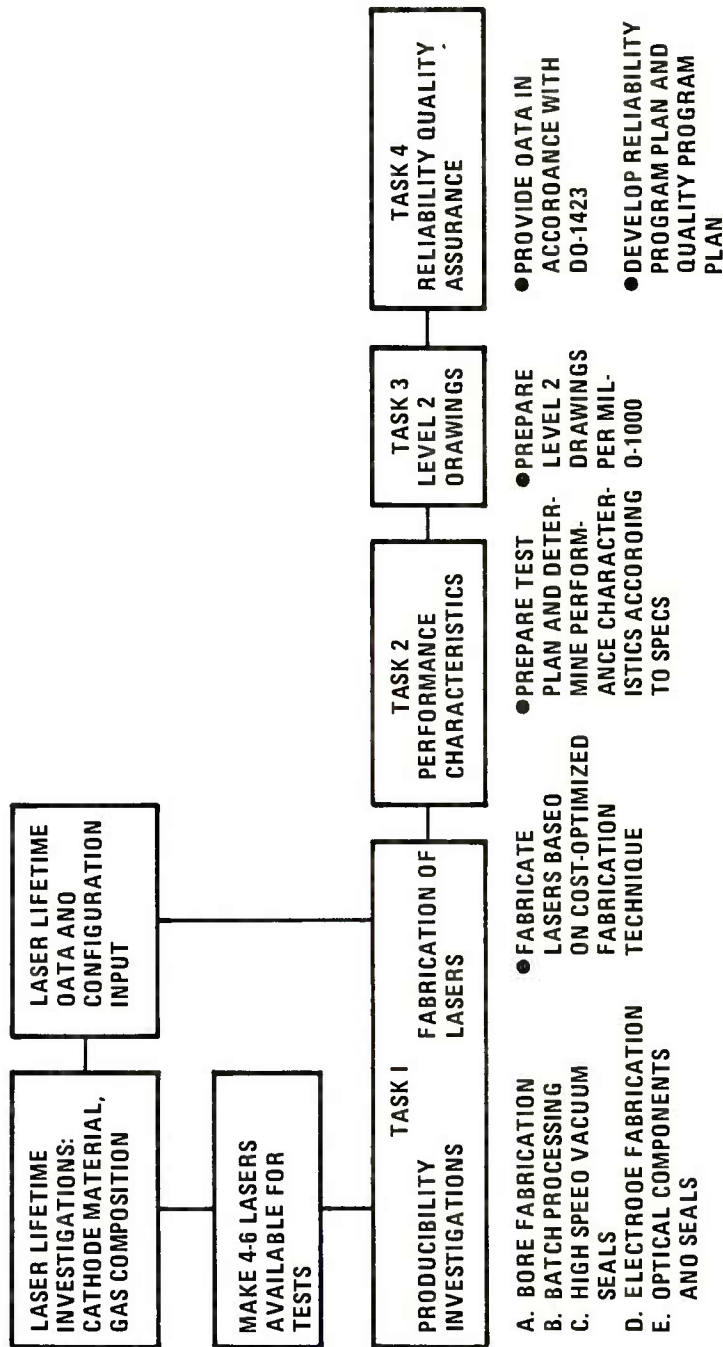 LASER LIFETIME
INVESTIGATIONS:
CATHODE MATERIAL,
GAS COMPOSITION
LASER LIFETIME
OATA AND
CONFIGURATION
INPUT
MAKE 4-6 LASERS
AVAILABLE FOR
TESTS
TASK I
PRODUCIBILITY
INVESTIGATIONS
FABRICATION OF
LASERS
TASK 2
PERFORMANCE
CHARACTERISTICS
TASK 3
LEVEL 2
ORAWINGS
TASK 4
RELIABILITY QUALITY
ASSURANCE
A. BORE FABRICATION
B. BATCH PROCESSING
C. HIGH SPEED VACUUM
SEALS
D. ELECTROOE FABRICATION
E. OPTICAL COMPONENTS
ANO SEALS
● FABRICATE
LASERS BASEO
ON COST-OPTIMIZED
FABRICATION
TECHNIQUE
● PREPARE TEST
PLAN AND DETER-
MINE PERFORM-
ANCE CHARACTER-
ISTICS ACCOROING
TO SPECS
● PREPARE
LEVEL 2
DRAWINGS
PER MIL-
O-1000
● PROVIDE OATA IN
ACCOROANCE WITH
DO-1423
● DEVELOP RELIABILITY
PROGRAM PLAN AND
QUALITY PROGRAM
PLAN